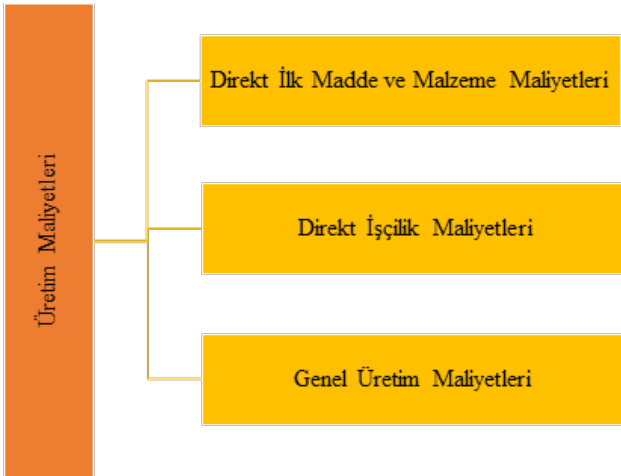 Üretim Maliyetleri
Direkt İlk Madde ve Malzeme Maliyetleri
Direkt İşçilik Maliyetleri
Genel Üretim Maliyetleri